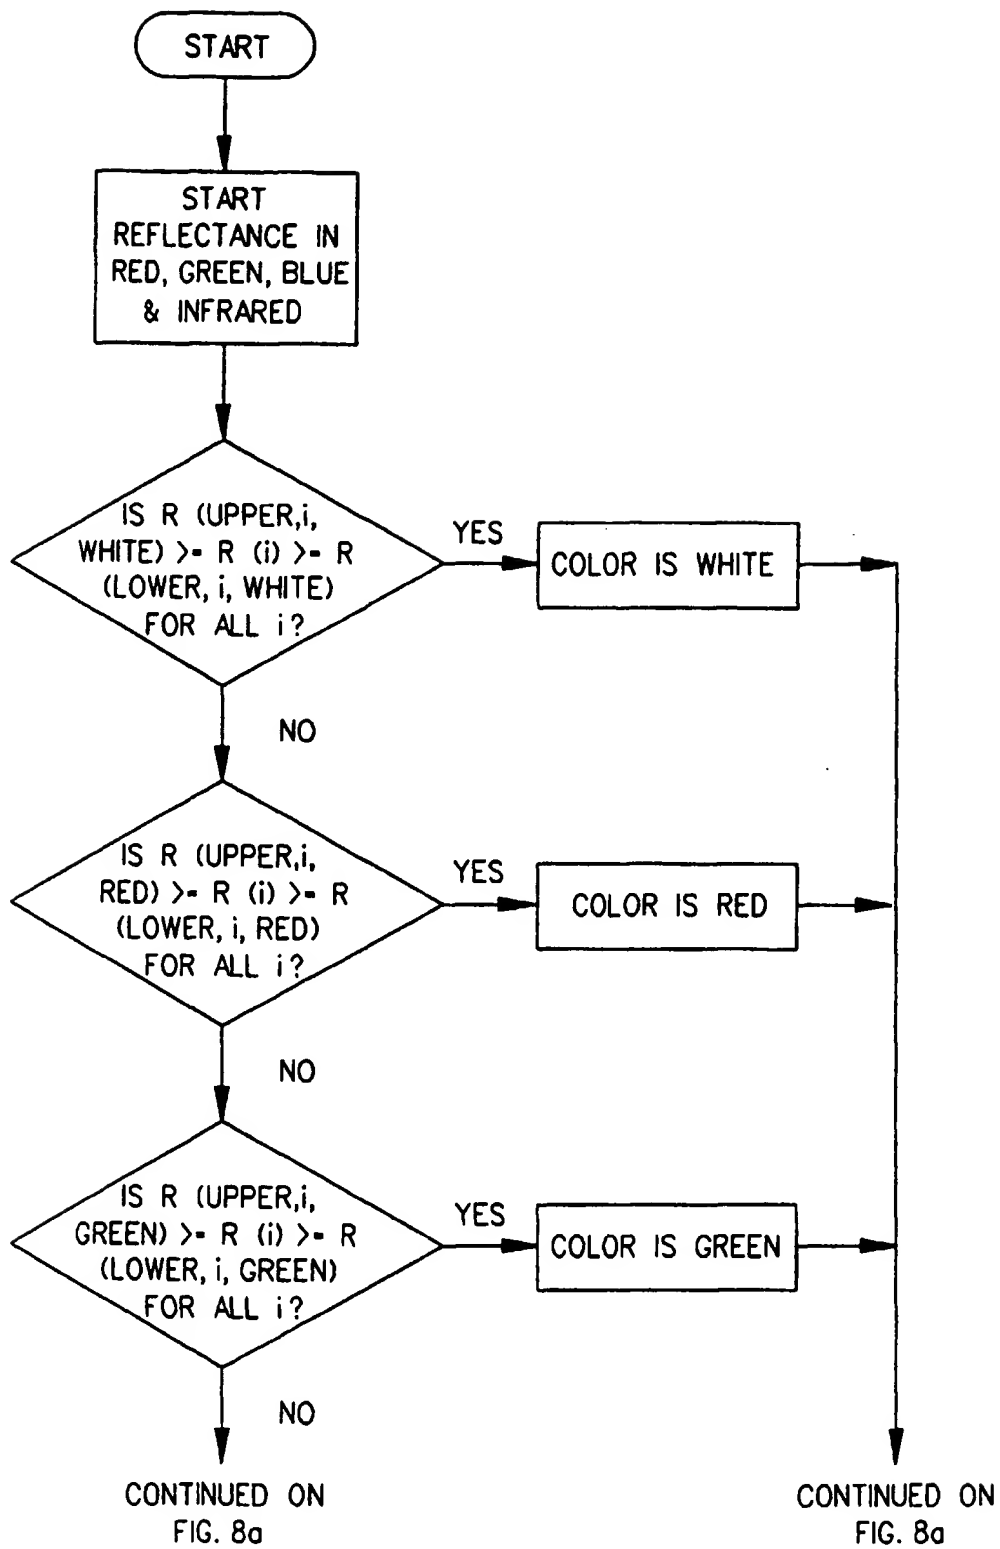 START
START
REFLECTANCE IN
RED, GREEN, BLUE
& INFRARED
IS R (UPPER,i,
WHITE) >= R (i) >= R
(LOWER, i, WHITE)
FOR ALL i?
YES
COLOR IS WHITE
NO
IS R (UPPER,i,
RED) >= R (i) >= R
(LOWER, i, RED)
FOR ALL i?
YES
COLOR IS RED
NO
IS R (UPPER,i,
GREEN) >= R (i) >= R
(LOWER, i, GREEN)
FOR ALL i?
YES
COLOR IS GREEN
NO
CONTINUED ON
FIG. 8a
CONTINUED ON
FIG. 8a